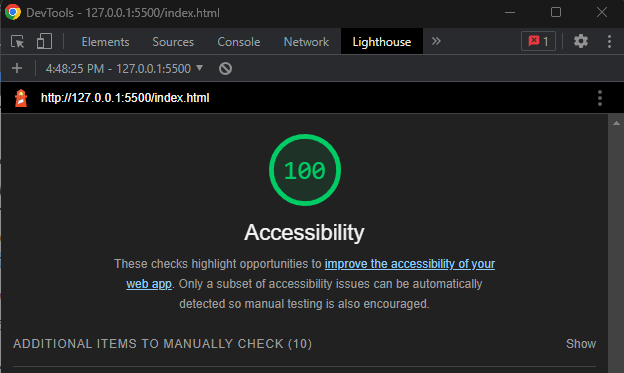 DevTools - 127.0.0.1:5500/index.html
Elements Sources Console Network Lighthouse » 1
4:48:25 PM - 127.0.0.1:5500
http://127.0.0.1:5500/index.html
100
Accessibility
These checks highlight opportunities to improve the accessibility of your
web app. Only a subset of accessibility issues can be automatically
detected so manual testing is also encouraged.
ADDITIONAL ITEMS TO MANUALLY CHECK (10) Show